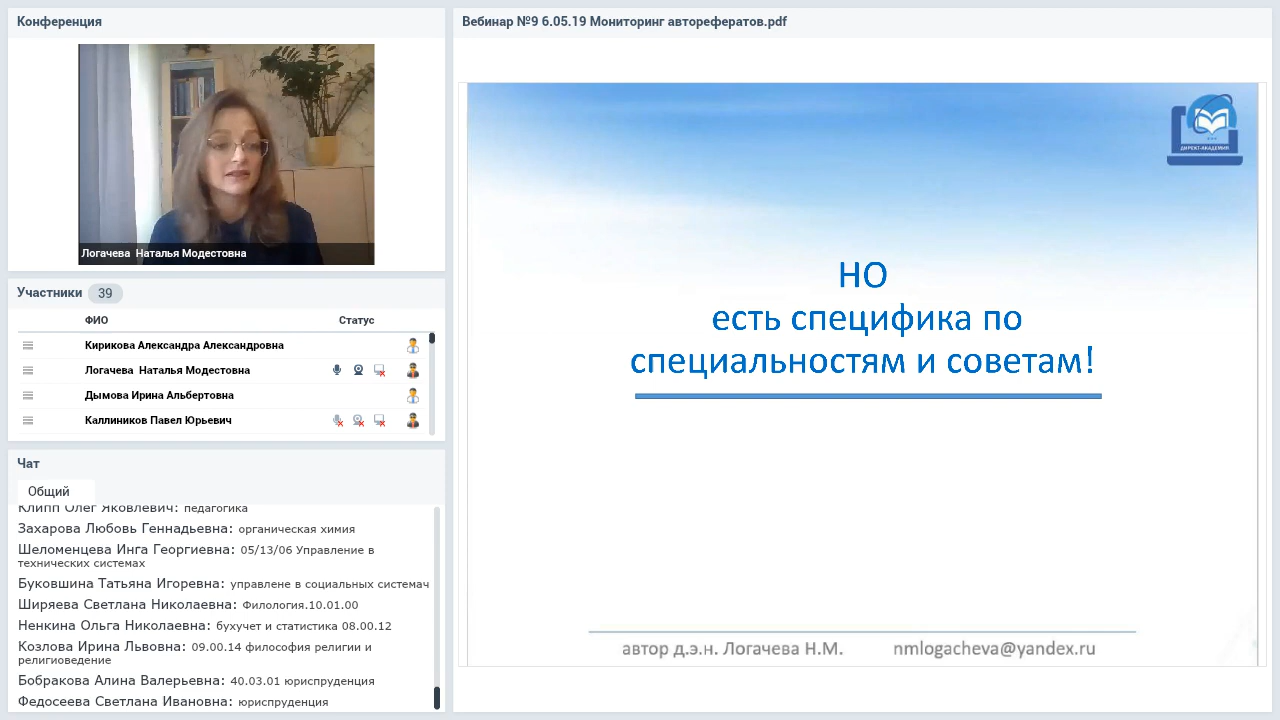 Конференция
Логачева  Наталья Модестовна
Участники 39
ФИО Статус
Кирикова Александра Александровна
Логачева  Наталья Модестовна
Дымова Ирина Альбертовна
Каллиников Павел Юрьевич
Чат
Общий
Клипп Олег Яковлевич: педагогика
Захарова Любовь Геннадьевна: органическая химия
Шеломенцева Инга Георгиевна: 05/13/06 Управление в
технических системах
Буковшина Татьяна Игоревна: управлене в социальных системач
Ширяева Светлана Николаевна: Филология.10.01.00
Ненкина Ольга Николаевна: бухучет и статистика 08.00.12
Козлова Ирина Львовна: 09.00.14 философия религии и
религиоведение
Бобракова Алина Валерьевна: 40.03.01 юриспруденция
Федосеева Светлана Ивановна: юриспруденция
Вебинар №9 6.05.19 Мониторинг авторефератов.pdf
ДИРЕКТ-АКАДЕМИЯ
НО
есть специфика по
специальностям и советам!
автор д.э.н. Логачева Н.М. nmlogacheva@yandex.ru